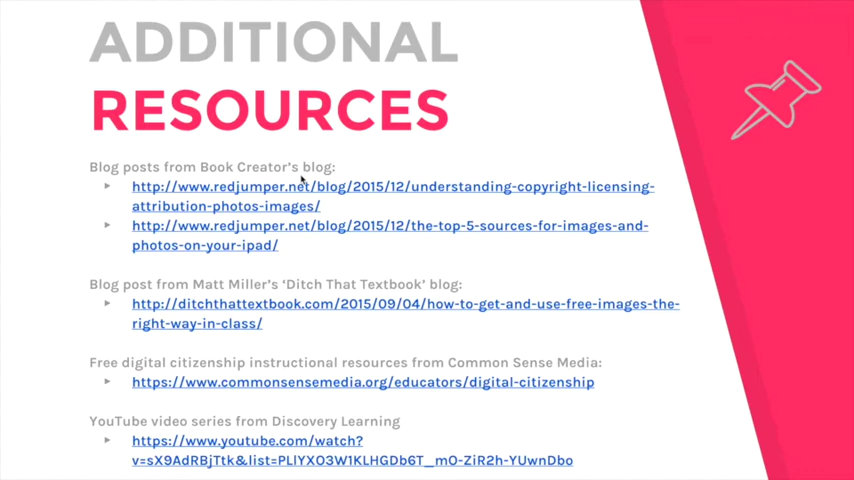 ADDITIONAL
RESOURCES
Blog posts from Book Creator's blog:
http://www.redjumper.net/blog/2015/12/understanding-copyright-licensing-
attribution-photos-images/
http://www.redjumper.net/blog/2015/12/the-top-5-sources-for-images-and-
photos-on-your-ipad/
Blog post from Matt Miller's 'Ditch That Textbook' blog:
http://ditchthattextbook.com/2015/09/04/how-to-get-and-use-free-images-the-
right-way-in-class/
Free digital citizenship instructional resources from Common Sense Media:
https://www.commonsensemedia.org/educators/digital-citizenship
YouTube video series from Discovery Learning
https://www.youtube.com/watch?
v=sX9AdRBjTtk&list=PLlYXO3W1KLHGDb6T_mO-ZiR2h-YUwnDbo